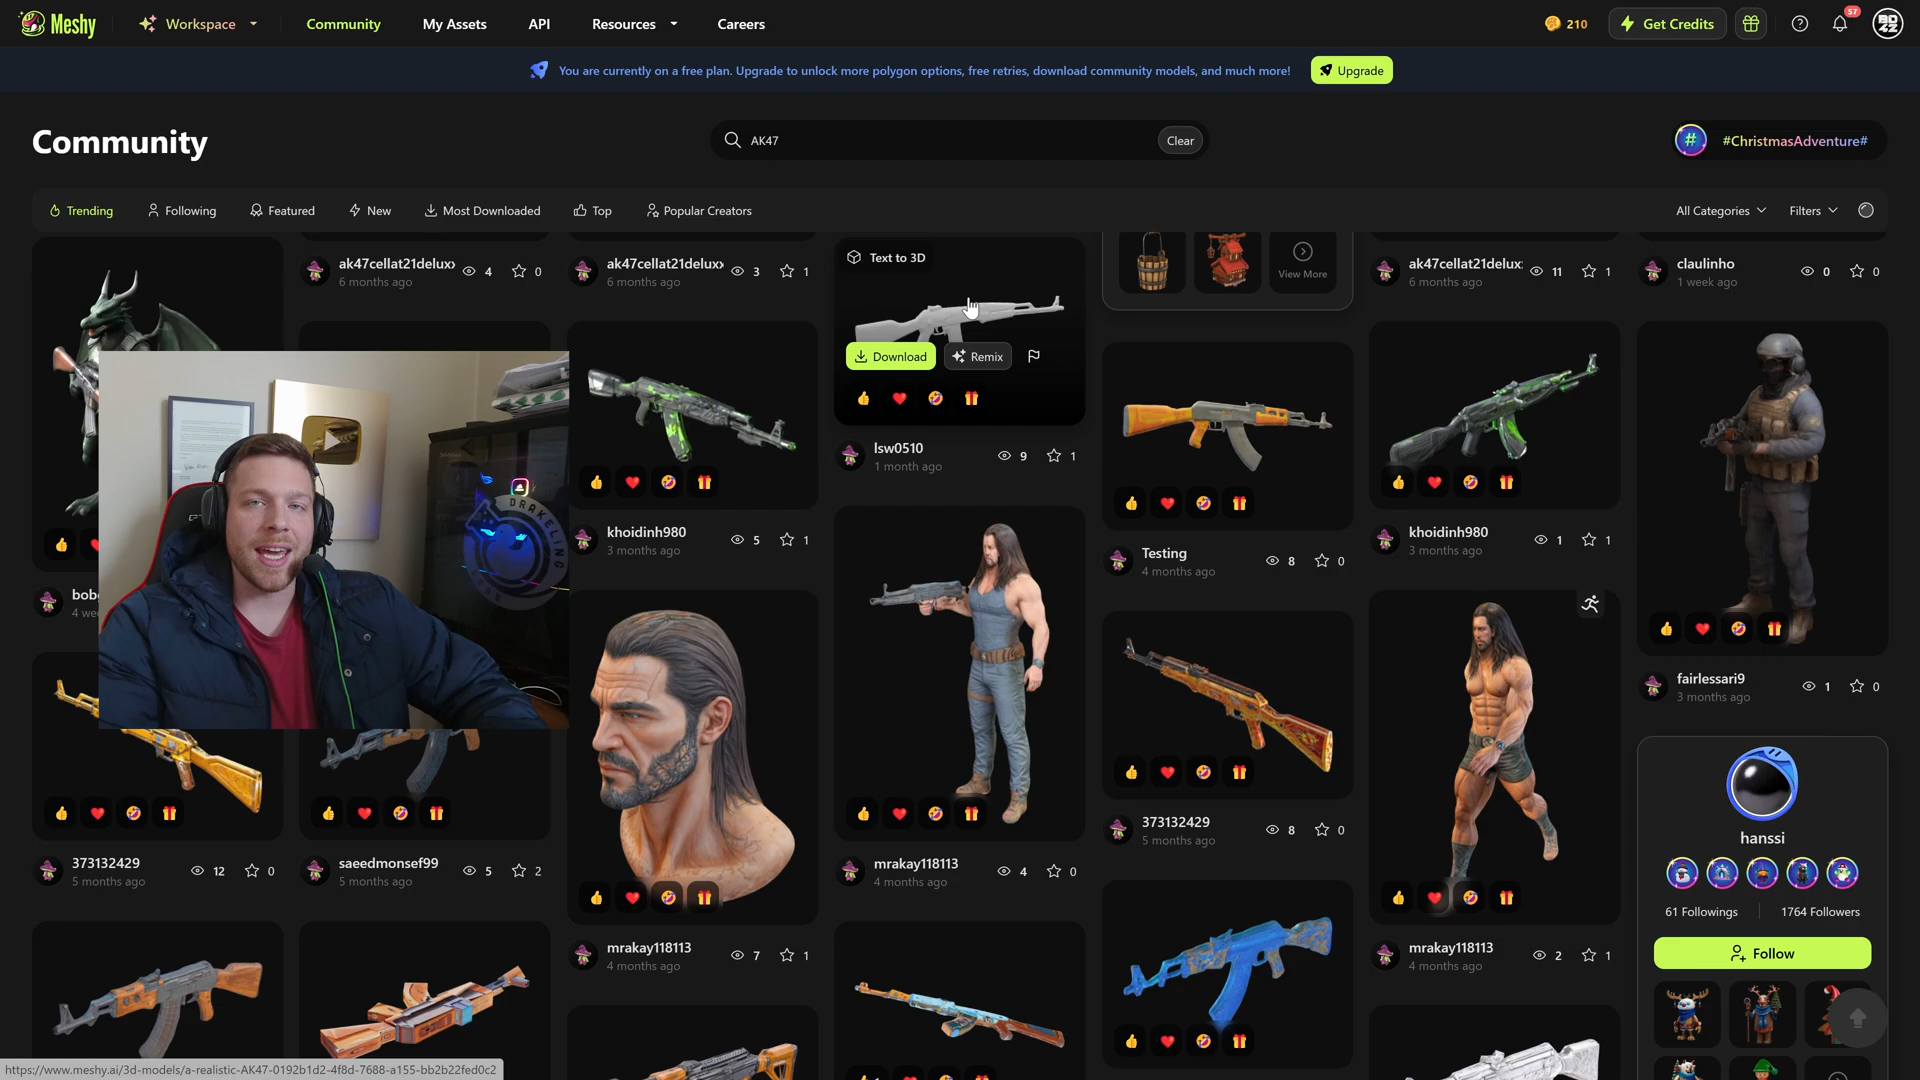 Meshy
Workspace
Community
My Assets
API
Resources
Careers
210
Get Credits
57
You are currently on a free plan. Upgrade to unlock more polygon options, free retries, download community models, and much more!
Upgrade
Community
AK47
Clear
#
#ChristmasAdventure#
Trending
Following
Featured
New
Most Downloaded
Top
Popular Creators
All Categories
Filters
ak47cellat21deluxx
4
0
6 months ago
ak47cellat21deluxx
3
1
6 months ago
Text to 3D
View More
ak47cellat21delux
11
1
6 months ago
claulinho
0
0
1 week ago
Download
Remix
lsw0510
9
1
1 month ago
khoidinh980
5
1
3 months ago
Testing
8
0
4 months ago
khoidinh980
1
1
3 months ago
DRAKELING
bobo
4 we
fairlessari9
1
0
3 months ago
373132429
12
0
5 months ago
saeedmonsef99
5
2
5 months ago
mrakay118113
4
0
4 months ago
373132429
8
0
5 months ago
hanssi
61 Followings
1764 Followers
Follow
mrakay118113
7
1
4 months ago
mrakay118113
2
1
4 months ago
https://www.meshy.ai/3d-models/a-realistic-AK47-0192b1d2-4f8d-7688-a155-bb2b22fed0c2